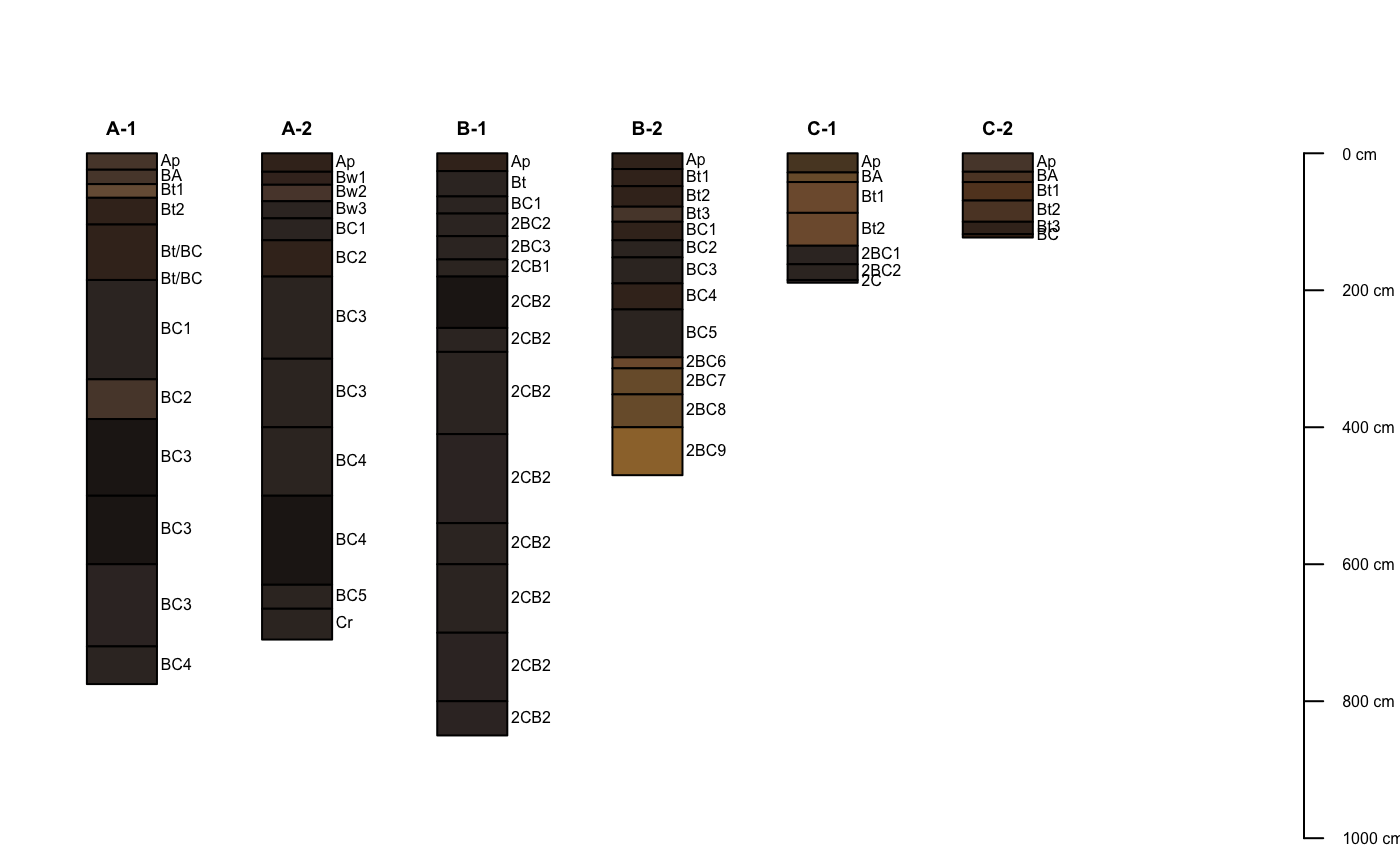 A-1
A-2
B-1
B-2
C-1
C-2
Ap
BA
Bt1
Bt2
Bt/BC
Bt/BC
BC1
BC2
BC3
BC3
BC3
BC4
Ap
Bw1
Bw2
Bw3
BC1
BC2
BC3
BC3
BC4
BC4
BC5
Cr
Ap
Bt
BC1
2BC2
2BC3
2CB1
2CB2
2CB2
2CB2
2CB2
2CB2
2CB2
2CB2
2CB2
Ap
Bt1
Bt2
Bt3
BC1
BC2
BC3
BC4
BC5
2BC6
2BC7
2BC8
2BC9
Ap
BA
Bt1
Bt2
2BC1
2BC2
2C
Ap
BA
Bt1
Bt2
Bt3
BC
0 cm
200 cm
400 cm
600 cm
800 cm
1000 cm